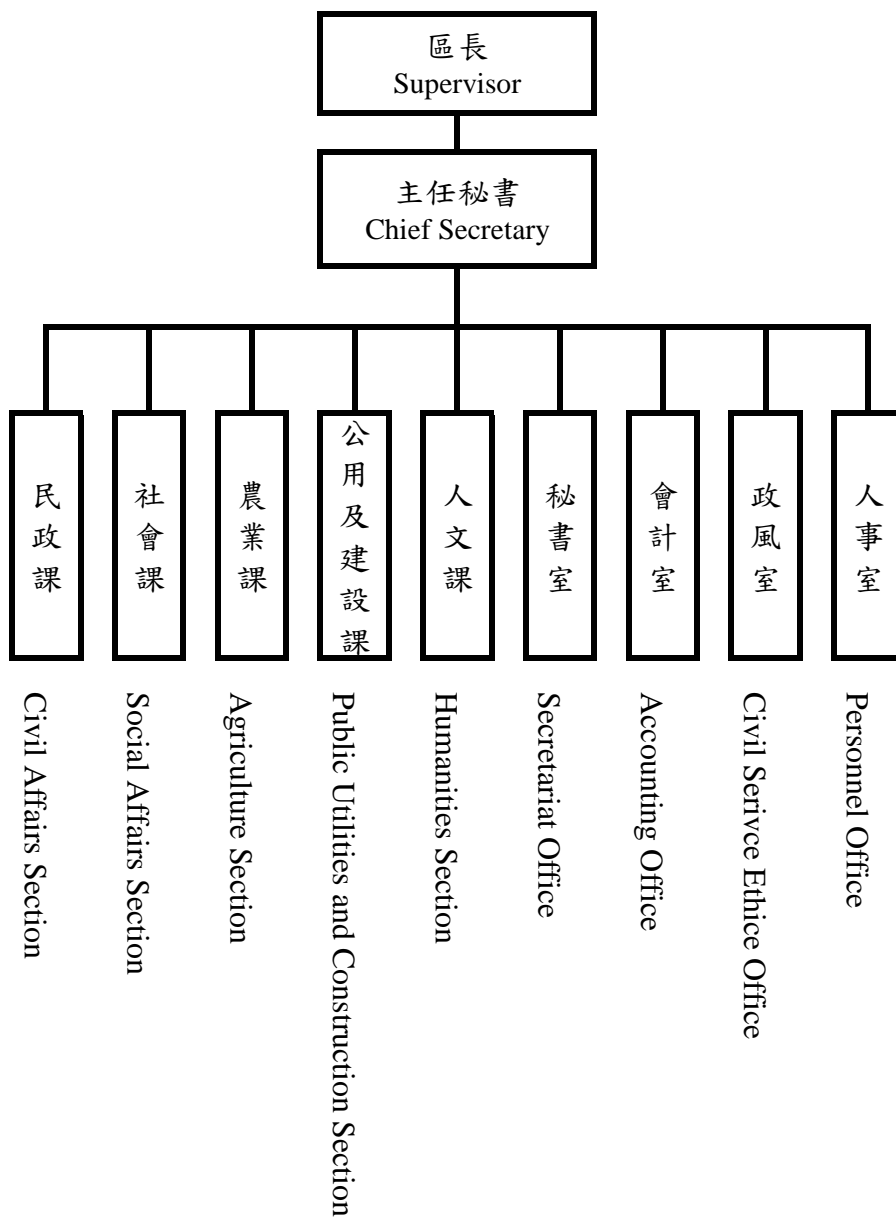 區長
Supervisor
主任秘書
Chief Secretary
民政課
社會課
農業課
公用及建設課
人文課
秘書室
會計室
政風室
人事室
Civil Affairs Section
Social Affairs Section
Agriculture Section
Public Utilities and Construction Section
Humanities Section
Secretariat Office
Accounting Office
Civil Serivce Ethice Office
Personnel Office